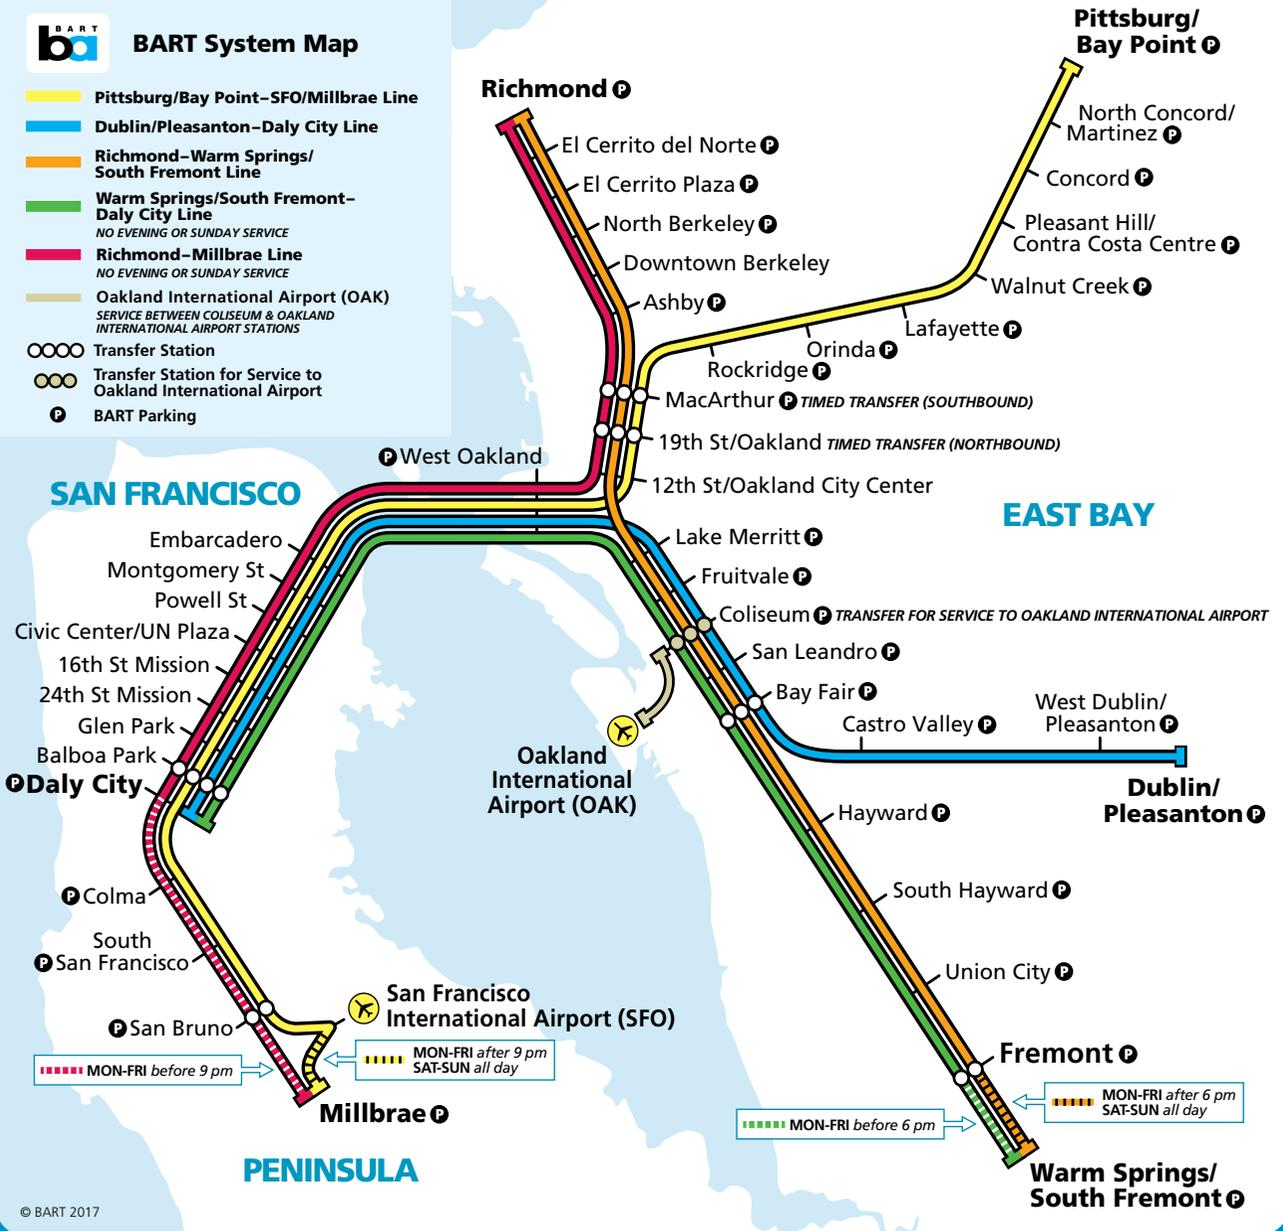 BART
ba
BART System Map
Pittsburg/Bay Point–SFO/Millbrae Line
Dublin/Pleasanton–Daly City Line
Richmond–Warm Springs/
South Fremont Line
Warm Springs/South Fremont–
Daly City Line
NO EVENING OR SUNDAY SERVICE
Richmond–Millbrae Line
NO EVENING OR SUNDAY SERVICE
Oakland International Airport (OAK)
SERVICE BETWEEN COLISEUM & OAKLAND
INTERNATIONAL AIRPORT STATIONS
Transfer Station
Transfer Station for Service to
Oakland International Airport
P BART Parking
Pittsburg/
Bay Point P
Richmond P
El Cerrito del Norte P
El Cerrito Plaza P
North Berkeley P
Downtown Berkeley
Ashby P
North Concord/
Martinez P
Concord P
Pleasant Hill/
Contra Costa Centre P
Walnut Creek P
Lafayette P
Orinda P
Rockridge P
MacArthur P TIMED TRANSFER (SOUTHBOUND)
19th St/Oakland TIMED TRANSFER (NORTHBOUND)
12th St/Oakland City Center
P West Oakland
SAN FRANCISCO
EAST BAY
Embarcadero
Montgomery St
Powell St
Civic Center/UN Plaza
16th St Mission
24th St Mission
Glen Park
Balboa Park
P Daly City
Lake Merritt P
Fruitvale P
Coliseum P TRANSFER FOR SERVICE TO OAKLAND INTERNATIONAL AIRPORT
San Leandro P
Bay Fair P
Castro Valley P
West Dublin/
Pleasanton P
Dublin/
Pleasanton P
Oakland
International
Airport (OAK)
Hayward P
South Hayward P
Union City P
Fremont P
P Colma
South
P San Francisco
P San Bruno
San Francisco
International Airport (SFO)
MON-FRI before 9 pm
MON-FRI after 9 pm
SAT-SUN all day
Millbrae P
MON-FRI before 6 pm
MON-FRI after 6 pm
SAT-SUN all day
Warm Springs/
South Fremont P
PENINSULA
© BART 2017